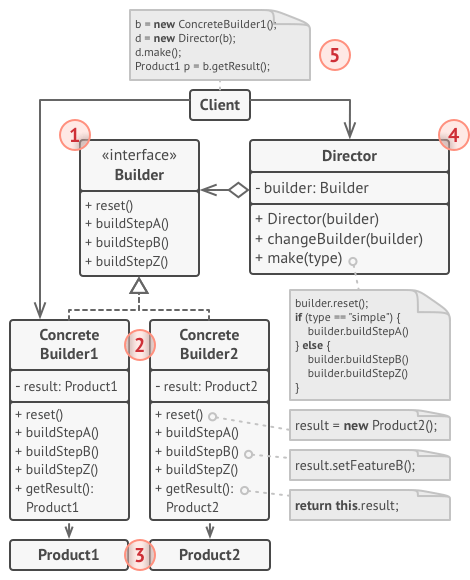 b = new ConcreteBuilder1();
d = new Director(b);
d.make();
Product1 p = b.getResult();
5
Client
1
«interface»
Builder
+ reset()
+ buildStepA()
+ buildStepB()
+ buildStepZ()
4
Director
- builder: Builder
+ Director(builder)
+ changeBuilder(builder)
+ make(type)
builder.reset();
if (type == "simple") {
builder.buildStepA()
} else {
builder.buildStepB()
builder.buildStepZ()
}
Concrete
Builder1
- result: Product1
+ reset()
+ buildStepA()
+ buildStepB()
+ buildStepZ()
+ getResult():
Product1
2
Concrete
Builder2
- result: Product2
+ reset()
+ buildStepA()
+ buildStepB()
+ buildStepZ()
+ getResult():
Product2
result = new Product2();
result.setFeatureB();
return this.result;
Product1
3
Product2